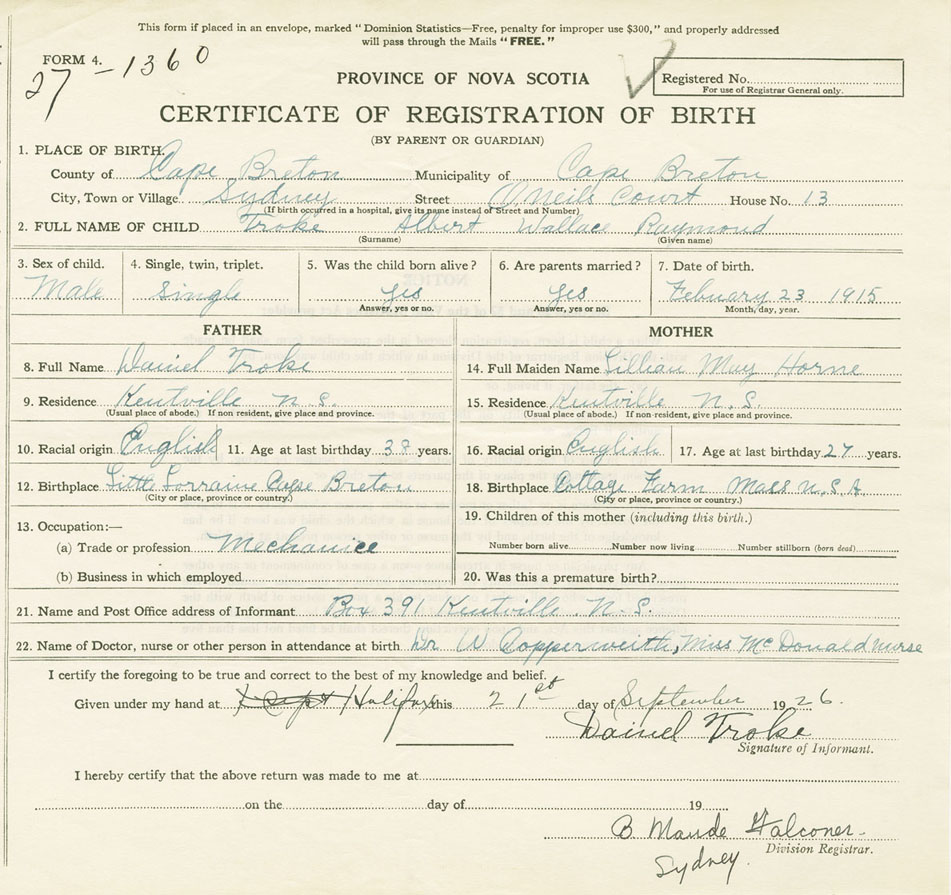 This form if placed in an envelope, marked "Dominion Statistics—Free, penalty for improper use $300," and properly addressed
will pass through the Mails "FREE."
FORM 4.
27-1360
PROVINCE OF NOVA SCOTIA
Registered No.
For use of Registrar General only.
CERTIFICATE OF REGISTRATION OF BIRTH
(BY PARENT OR GUARDIAN)
1. PLACE OF BIRTH.
County of Cape Breton Municipality of Cape Breton
City, Town or Village Sydney Street O'Neils Court House No. 13
(If birth occurred in a hospital, give its name instead of Street and Number)
2. FULL NAME OF CHILD Troke Albert Wallace Raymond
(Surname) (Given name)
3. Sex of child. 4. Single, twin, triplet. 5. Was the child born alive? 6. Are parents married? 7. Date of birth.
Male Single yes yes February 23 1915
Answer, yes or no. Answer, yes or no. Month, day, year.
FATHER MOTHER
8. Full Name Dainel Troke 14. Full Maiden Name Lillian May Horne
9. Residence Kentville N.S. 15. Residence Kentville N.S.
(Usual place of abode.) If non resident, give place and province. (Usual place of abode.) If non-resident, give place and province.
10. Racial origin English 11. Age at last birthday years. 16. Racial origin English 17. Age at last birthday 27 years.
12. Birthplace Little Lorraine Cape Breton 18. Birthplace Cottage Farm Mass U.S.A
(City or place, province or country.) (City or place, province or country.)
13. Occupation:— 19. Children of this mother (including this birth.)
(a) Trade or profession Mechanice
Number born alive Number now living Number stillborn (born dead)
(b) Business in which employed 20. Was this a premature birth?
21. Name and Post Office address of Informant Box 391 Kentville N.S.
22. Name of Doctor, nurse or other person in attendance at birth Dr W Copperweith, Miss McDonald nurse
I certify the foregoing to be true and correct to the best of my knowledge and belief.
Given under my hand at Halifax this 21st day of September 1926.
Dainel Troke
Signature of Informant.
I hereby certify that the above return was made to me at
on the day of 19
B. Maude Falconer
Division Registrar.
Sydney.